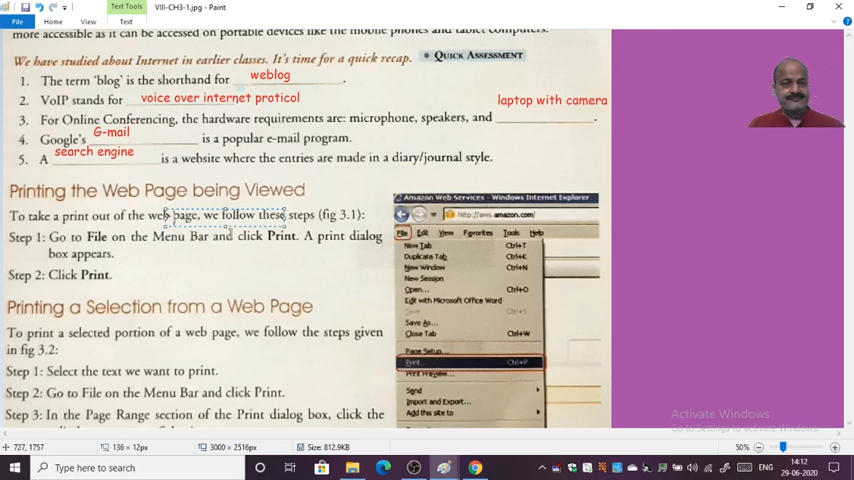 VIII-CH3-1.jpg - Paint
Text Tools
File Home View Text
more accessible as it can be accessed on portable devices like the mobile phones and tablet computers.
We have studied about Internet in earlier classes. It's time for a quick recap. QUICK ASSESSMENT
1. The term 'blog' is the shorthand for weblog .
2. VoIP stands for voice over internet proticol
3. For Online Conferencing, the hardware requirements are: microphone, speakers, and laptop with camera .
4. Google's G-mail is a popular e-mail program.
5. A search engine is a website where the entries are made in a diary/journal style.
Printing the Web Page being Viewed
To take a print out of the web page, we follow these steps (fig 3.1):
Step 1: Go to File on the Menu Bar and click Print. A print dialog
box appears.
Step 2: Click Print.
Printing a Selection from a Web Page
To print a selected portion of a web page, we follow the steps given
in fig 3.2:
Step 1: Select the text we want to print.
Step 2: Go to File on the Menu Bar and click Print.
Step 3: In the Page Range section of the Print dialog box, click the
Amazon Web Services - Windows Internet Explorer
http://aws.amazon.com/
File Edit View Favorites Tools Help
New Tab Ctrl+T
Duplicate Tab Ctrl+K
New Window Ctrl+N
New Session
Open... Ctrl+O
Edit with Microsoft Office Word
Save Ctrl+S
Save As...
Close Tab Ctrl+W
Page Setup...
Print... Ctrl+P
Print Preview...
Send
Import and Export...
Add this site to
Activate Windows
Go to Settings to activate Windows.
727, 1757 136 × 12px 3000 × 2516px Size: 812.9KB 50%
Type here to search
ENG
14:12
29-06-2020